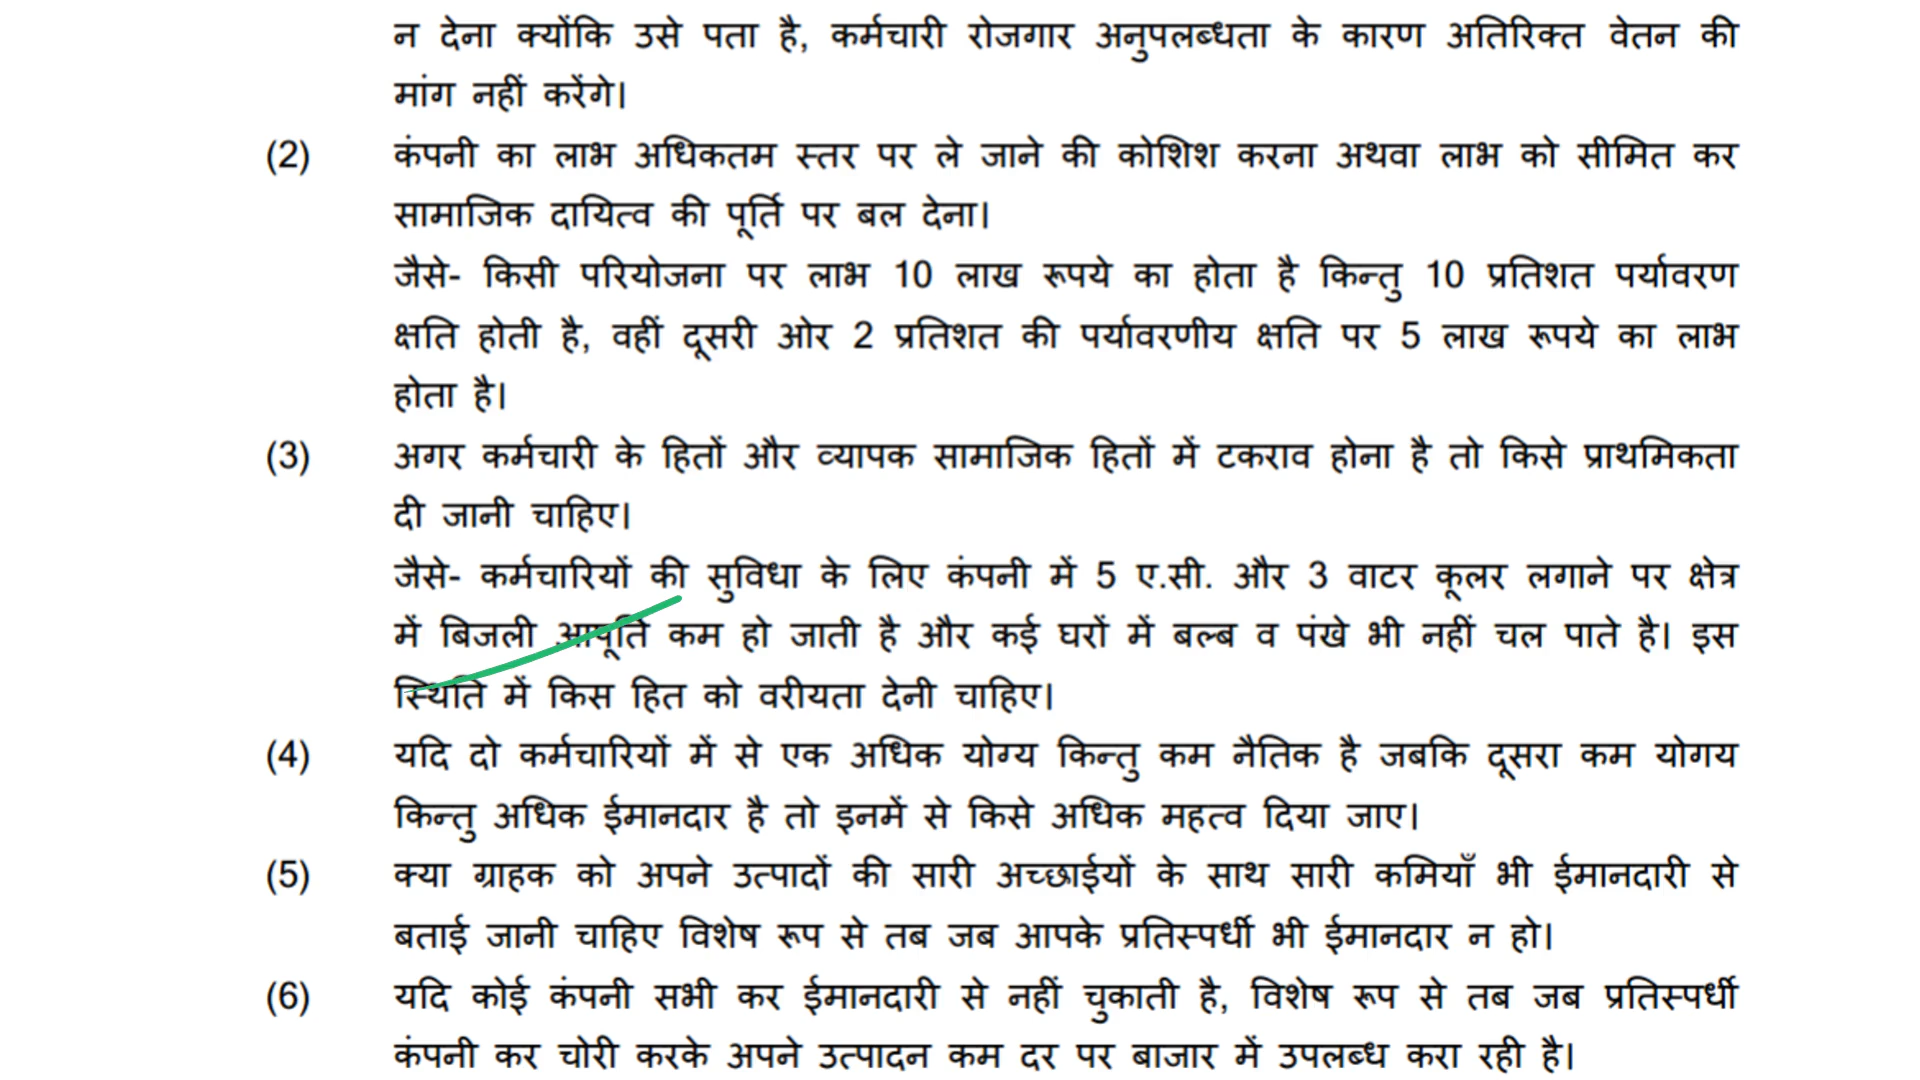 न देना क्योंकि उसे पता है, कर्मचारी रोजगार अनुपलब्धता के कारण अतिरिक्त वेतन की
मांग नहीं करेंगे।
(2) कंपनी का लाभ अधिकतम स्तर पर ले जाने की कोशिश करना अथवा लाभ को सीमित कर
सामाजिक दायित्व की पूर्ति पर बल देना।
जैसे- किसी परियोजना पर लाभ 10 लाख रूपये का होता है किन्तु 10 प्रतिशत पर्यावरण
क्षति होती है, वहीं दूसरी ओर 2 प्रतिशत की पर्यावरणीय क्षति पर 5 लाख रूपये का लाभ
होता है।
(3) अगर कर्मचारी के हितों और व्यापक सामाजिक हितों में टकराव होना है तो किसे प्राथमिकता
दी जानी चाहिए।
जैसे- कर्मचारियों की सुविधा के लिए कंपनी में 5 ए.सी. और 3 वाटर कूलर लगाने पर क्षेत्र
में बिजली आपूर्ति कम हो जाती है और कई घरों में बल्ब व पंखे भी नहीं चल पाते है। इस
स्थिति में किस हित को वरीयता देनी चाहिए।
(4) यदि दो कर्मचारियों में से एक अधिक योग्य किन्तु कम नैतिक है जबकि दूसरा कम योगय
किन्तु अधिक ईमानदार है तो इनमें से किसे अधिक महत्व दिया जाए।
(5) क्या ग्राहक को अपने उत्पादों की सारी अच्छाईयों के साथ सारी कमियाँ भी ईमानदारी से
बताई जानी चाहिए विशेष रूप से तब जब आपके प्रतिस्पर्धी भी ईमानदार न हो।
(6) यदि कोई कंपनी सभी कर ईमानदारी से नहीं चुकाती है, विशेष रूप से तब जब प्रतिस्पर्धी
कंपनी कर चोरी करके अपने उत्पादन कम दर पर बाजार में उपलब्ध करा रही है।